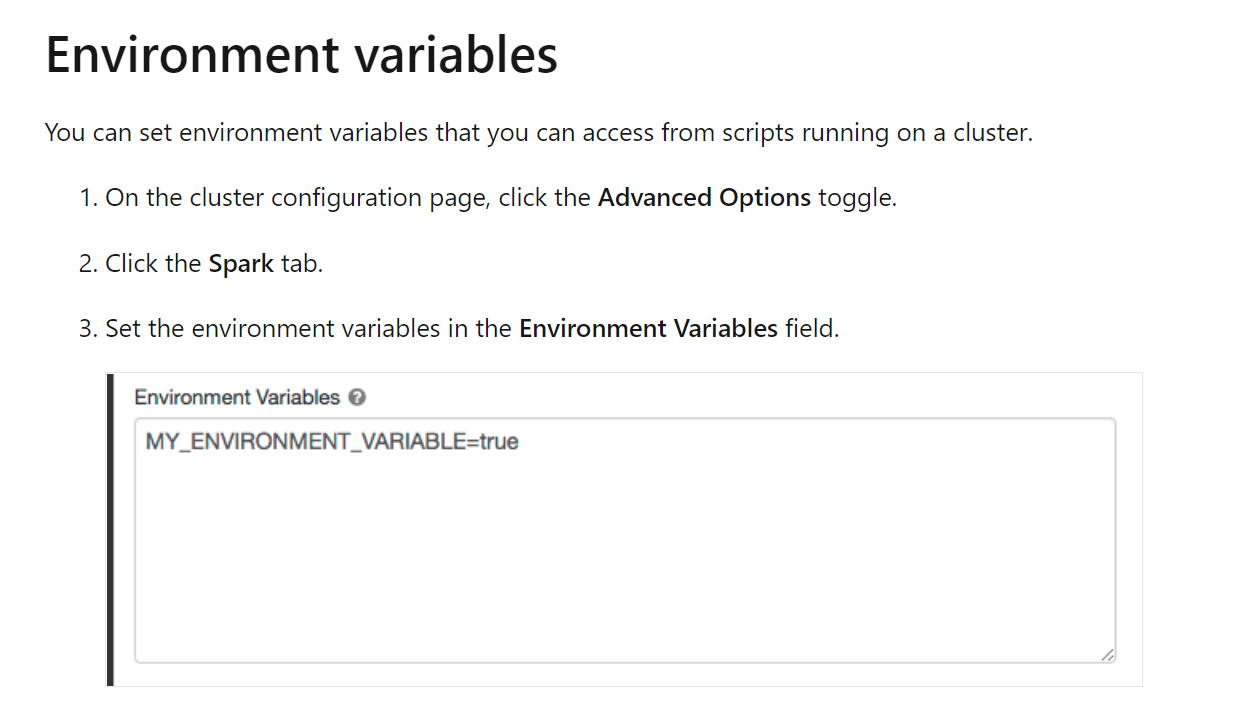 Environment variables
You can set environment variables that you can access from scripts running on a cluster.
1. On the cluster configuration page, click the Advanced Options toggle.
2. Click the Spark tab.
3. Set the environment variables in the Environment Variables field.
Environment Variables ?
MY_ENVIRONMENT_VARIABLE=true